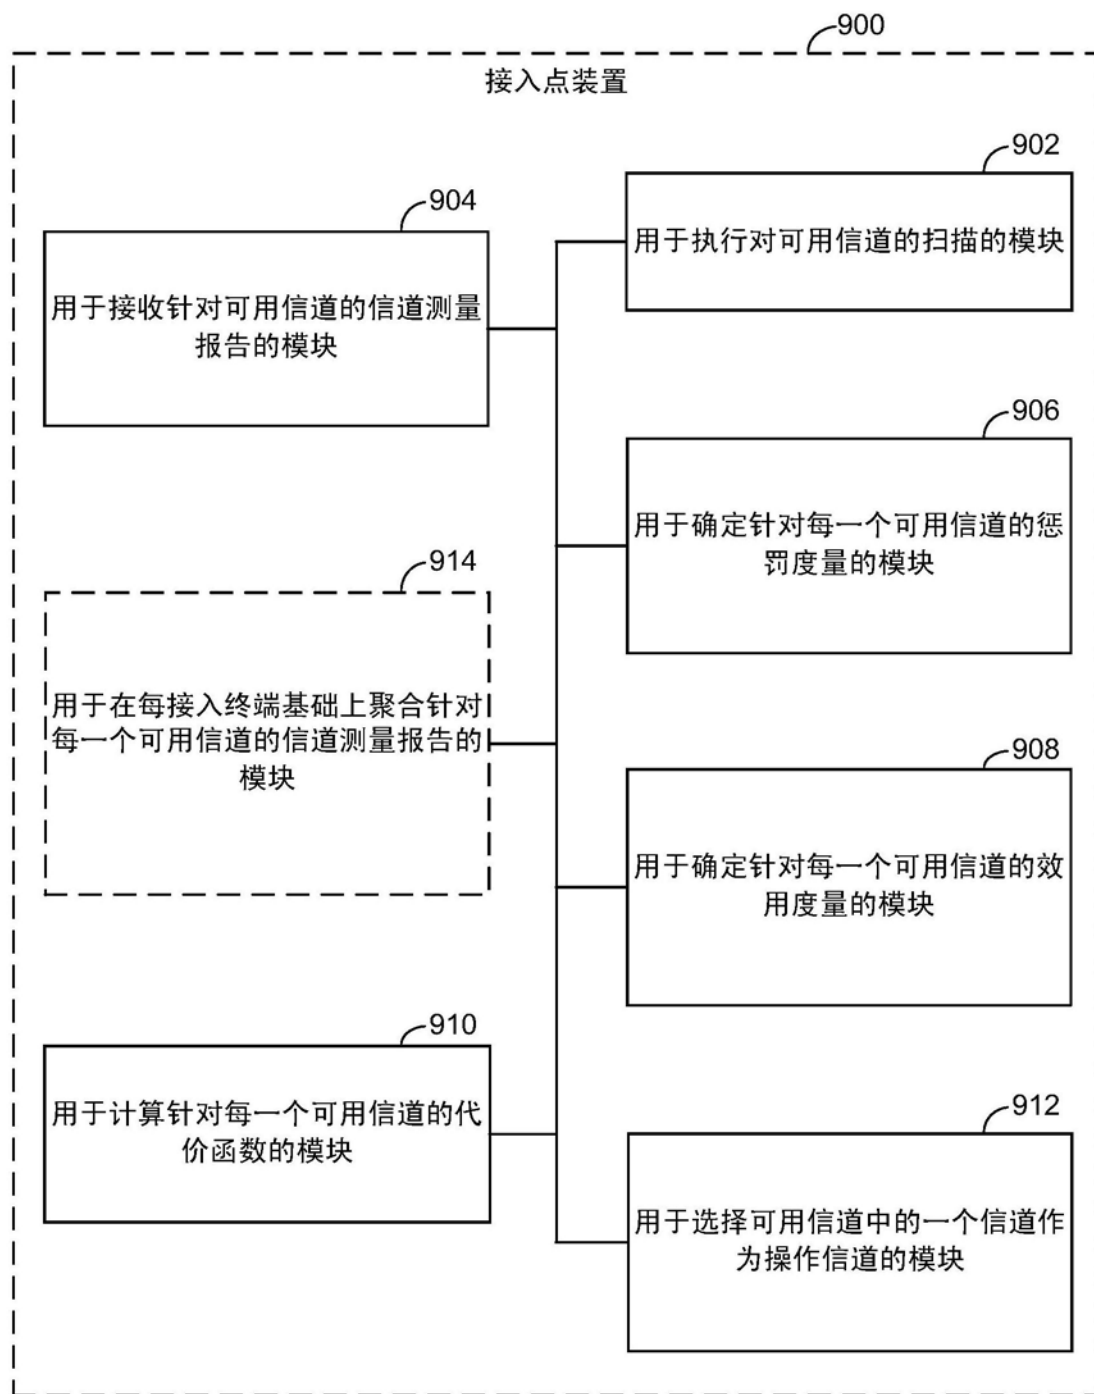 900
接入点装置
902
用于执行对可用信道的扫描的模块
904
用于接收针对可用信道的信道测量
报告的模块
906
用于确定针对每一个可用信道的惩
罚度量的模块
914
用于在每接入终端基础上聚合针对
每一个可用信道的信道测量报告的
模块
908
用于确定针对每一个可用信道的效
用度量的模块
910
用于计算针对每一个可用信道的代
价函数的模块
912
用于选择可用信道中的一个信道作
为操作信道的模块